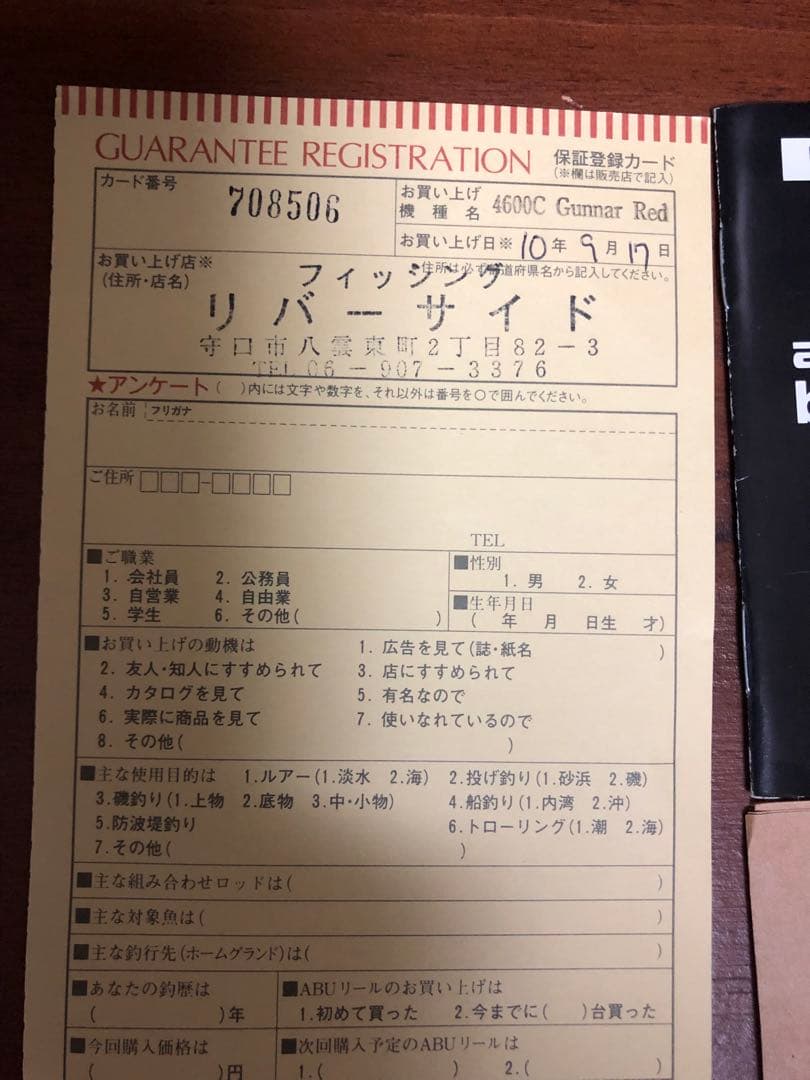 GUARANTEE REGISTRATION 保証登録カード
(※欄は販売店で記入)
カード番号 708506
お買い上げ機種名 4600C Gunnar Red
お買い上げ日※ 10年 9月 17日
お買い上げ店※
(住所・店名)
住所は必ず都道府県名から記入してください。
フィッシング
リバーサイド
守口市八雲東町2丁目82-3
TEL 06-907-3376
★アンケート ( )内には文字や数字を、それ以外は番号を○で囲んでください。
お名前 フリガナ
ご住所 □□□-□□□□
TEL
■ご職業
1. 会社員 2. 公務員
3. 自営業 4. 自由業
5. 学生 6. その他( )
■性別
1. 男 2. 女
■生年月日
( 年 月 日生 才)
■お買い上げの動機は 1. 広告を見て(誌・紙名 )
2. 友人・知人にすすめられて 3. 店にすすめられて
4. カタログを見て 5. 有名なので
6. 実際に商品を見て 7. 使いなれているので
8. その他( )
■主な使用目的は 1.ルアー(1.淡水 2.海) 2.投げ釣り(1.砂浜 2.磯)
3.磯釣り(1.上物 2.底物 3.中・小物) 4.船釣り(1.内湾 2.沖)
5.防波堤釣り 6.トローリング(1.潮 2.海)
7.その他( )
■主な組み合わせロッドは( )
■主な対象魚は( )
■主な釣行先(ホームグランド)は( )
■あなたの釣歴は
( )年
■ABUリールのお買い上げは
1.初めて買った 2.今までに( )台買った
■今回購入価格は
( )円
■次回購入予定のABUリールは
1.( ) 2.( )